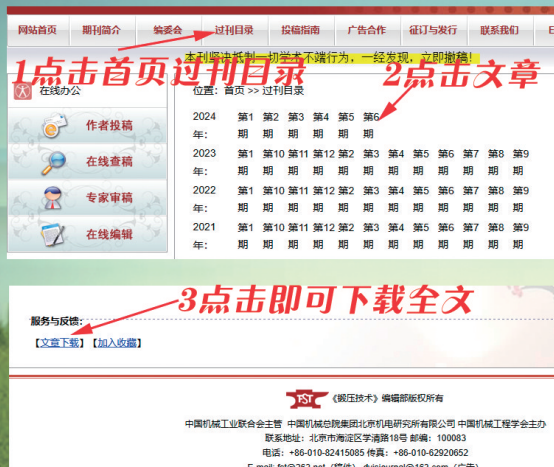 网站首页 期刊简介 编委会 过刊目录 投稿指南 广告合作 征订与发行 联系我们 E
本刊坚决抵制一切学术不端行为，一经发现，立即撤稿！
1点击首页过刊目录 2点击文章
在线办公
位置：首页 >> 过刊目录
作者投稿
在线查稿
专家审稿
在线编辑
2024 第1 第2 第3 第4 第5 第6
年： 期 期 期 期 期 期
2023 第1 第10 第11 第12 第2 第3 第4 第5 第6 第7 第8 第9
年： 期 期 期 期 期 期 期 期 期 期 期 期
2022 第1 第10 第11 第12 第2 第3 第4 第5 第6 第7 第8 第9
年： 期 期 期 期 期 期 期 期 期 期 期 期
2021 第1 第10 第11 第12 第2 第3 第4 第5 第6 第7 第8 第9
年： 期 期 期 期 期 期 期 期 期 期 期 期
3点击即可下载全文
服务与反馈：
【文章下载】【加入收藏】
FST 《锻压技术》编辑部版权所有
中国机械工业联合会主管 中国机械总院集团北京机电研究所有限公司 中国机械工程学会主办
联系地址：北京市海淀区学清路18号 邮编：100083
电话：+86-010-82415085 传真：+86-010-62920652